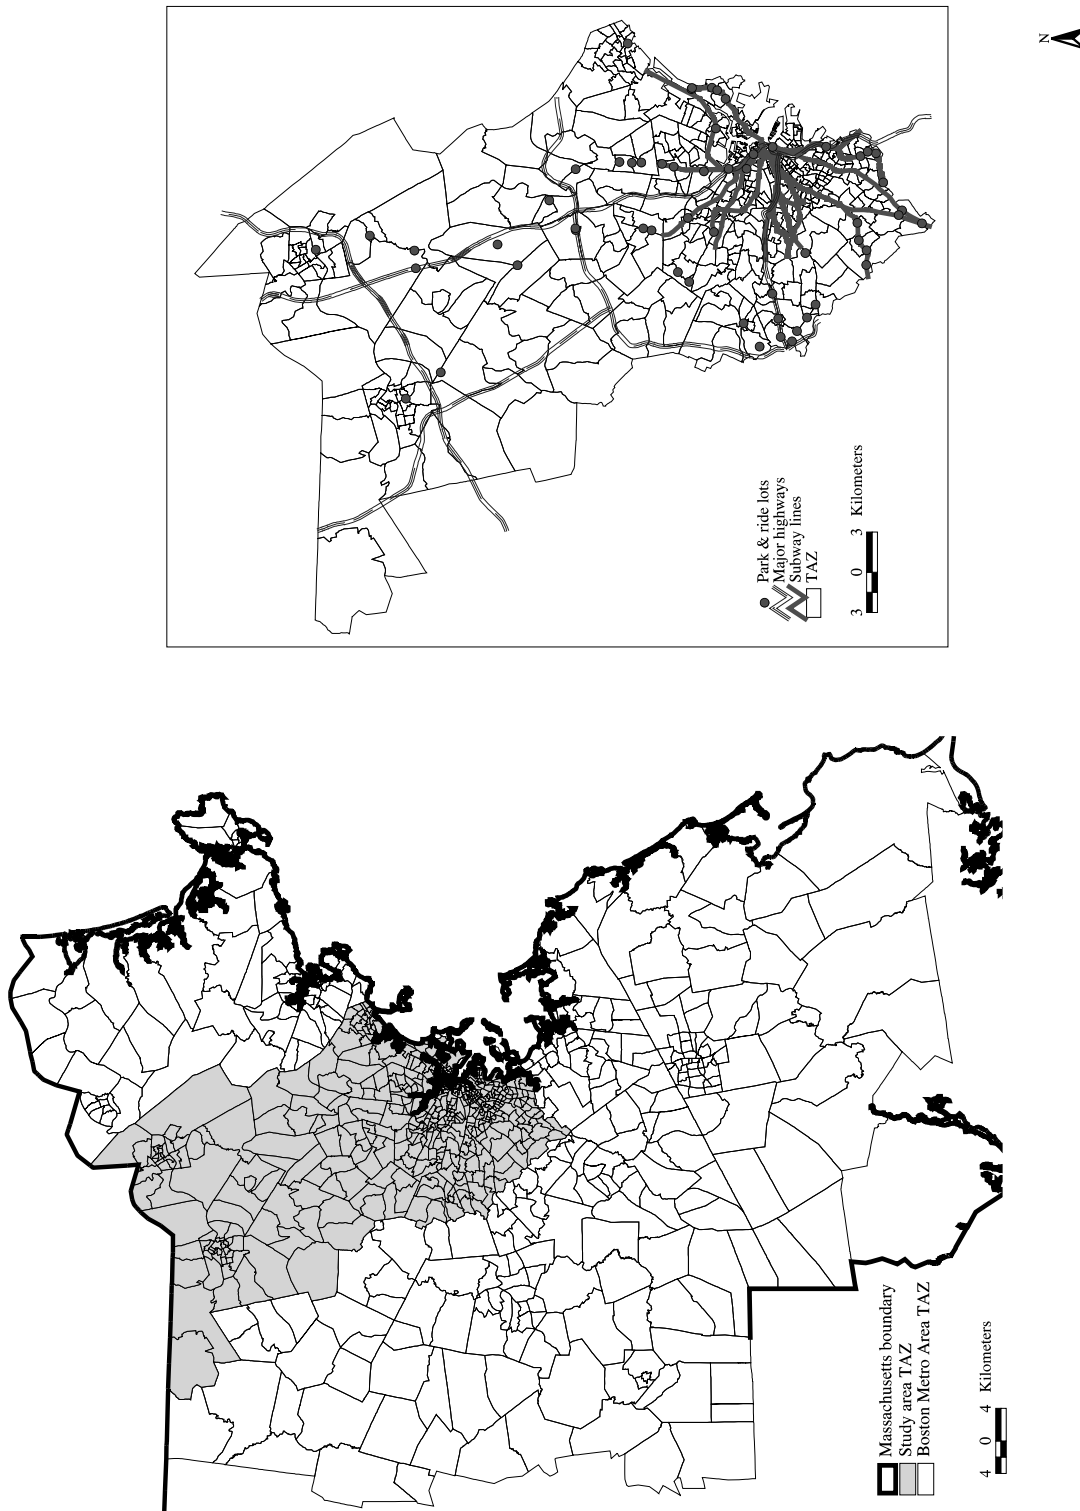 N
Park & ride lots
Major highways
Subway lines
TAZ
3 0 3 Kilometers
Massachusetts boundary
Study area TAZ
Boston Metro Area TAZ
4 0 4 Kilometers